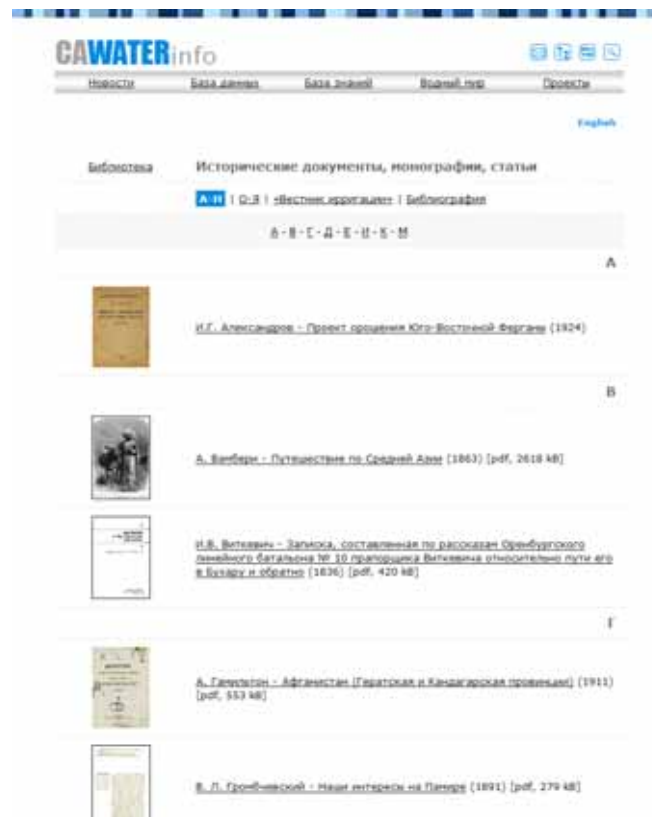 CAWATERinfo
Новости База данных База знаний Водный мир Проекты
English
Библиотека Исторические документы, монографии, статьи
А-Н | О-Я | «Вестник ирригации» | Библиография
А - В - Г - Д - Е - И - К - М
А
И.Г. Александров - Проект орошения Юго-Восточной Ферганы (1924)
В
А. Вамбери - Путешествие по Средней Азии (1863) [pdf, 2618 kB]
И.В. Виткевич - Записка, составленная по рассказам Оренбургского
линейного батальона № 10 прапорщика Виткевича относительно пути его
в Бухару и обратно (1836) [pdf, 420 kB]
Г
А. Гамильтон - Афганистан (Гератская и Кандагарская провинции) (1911)
[pdf, 553 kB]
Б. Л. Громбчевский - Наши интересы на Памире (1891) [pdf, 279 kB]